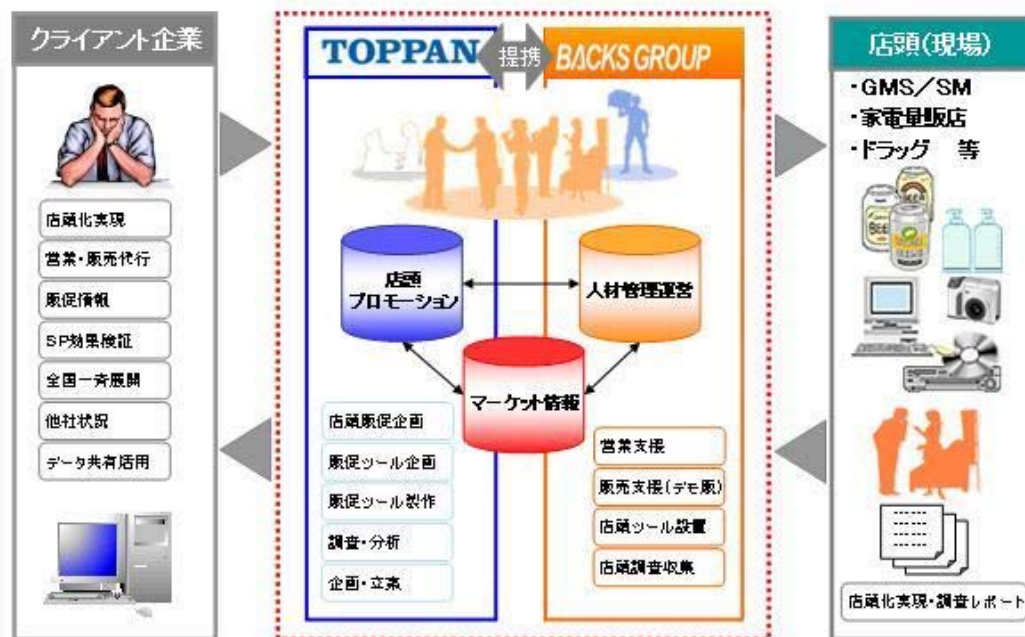 クライアント企業
店頭化実現
営業・販売代行
販促情報
SP効果検証
全国一斉展開
他社状況
データ共有活用
TOPPAN
提携
BACKS GROUP
店頭
プロモーション
人材管理運営
マーケット情報
店頭販促企画
販促ツール企画
販促ツール製作
調査・分析
企画・立案
営業支援
販売支援(デモ販)
店頭ツール設置
店頭調査収集
店頭(現場)
・GMS/SM
・家電量販店
・ドラッグ 等
BEER
店頭化実現・調査レポート